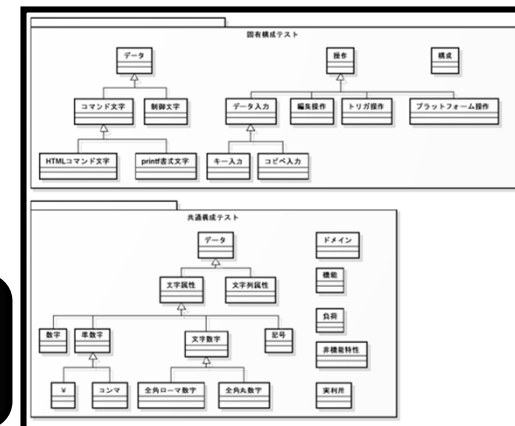 固有構成テスト
データ
操作
構成
コマンド文字
制御文字
データ入力
編集操作
トリガ操作
プラットフォーム操作
HTMLコマンド文字
printf書式文字
キー入力
コピペ入力
共通構成テスト
データ
ドメイン
文字属性
文字列属性
機能
負荷
数字
準数字
文字数字
記号
非機能特性
¥
コンマ
全角ローマ数字
全角丸数字
実利所